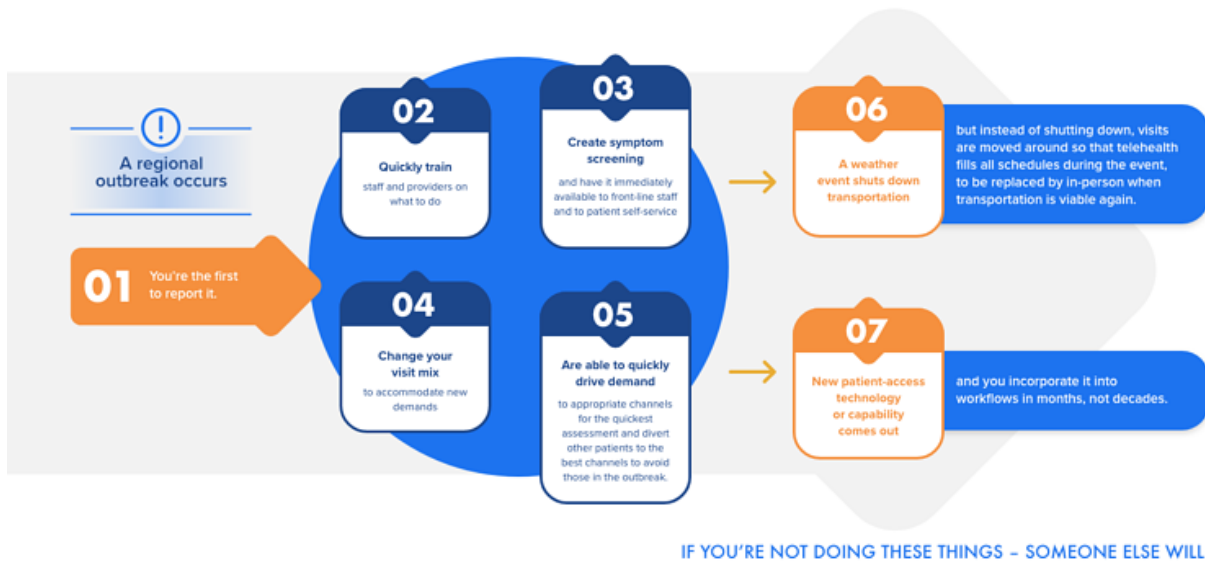 A regional
outbreak occurs
01
You're the first
to report it.
02
Quickly train
staff and providers on
what to do
03
Create symptom
screening
and have it immediately
available to front-line staff
and to patient self-service
04
Change your
visit mix
to accommodate new
demands
05
Are able to quickly
drive demand
to appropriate channels
for the quickest
assessment and divert
other patients to the
best channels to avoid
those in the outbreak.
06
A weather
event shuts down
transportation
but instead of shutting down, visits
are moved around so that telehealth
fills all schedules during the event,
to be replaced by in-person when
transportation is viable again.
07
New patient-access
technology
or capability
comes out
and you incorporate it into
workflows in months, not decades.
IF YOU'RE NOT DOING THESE THINGS – SOMEONE ELSE WILL